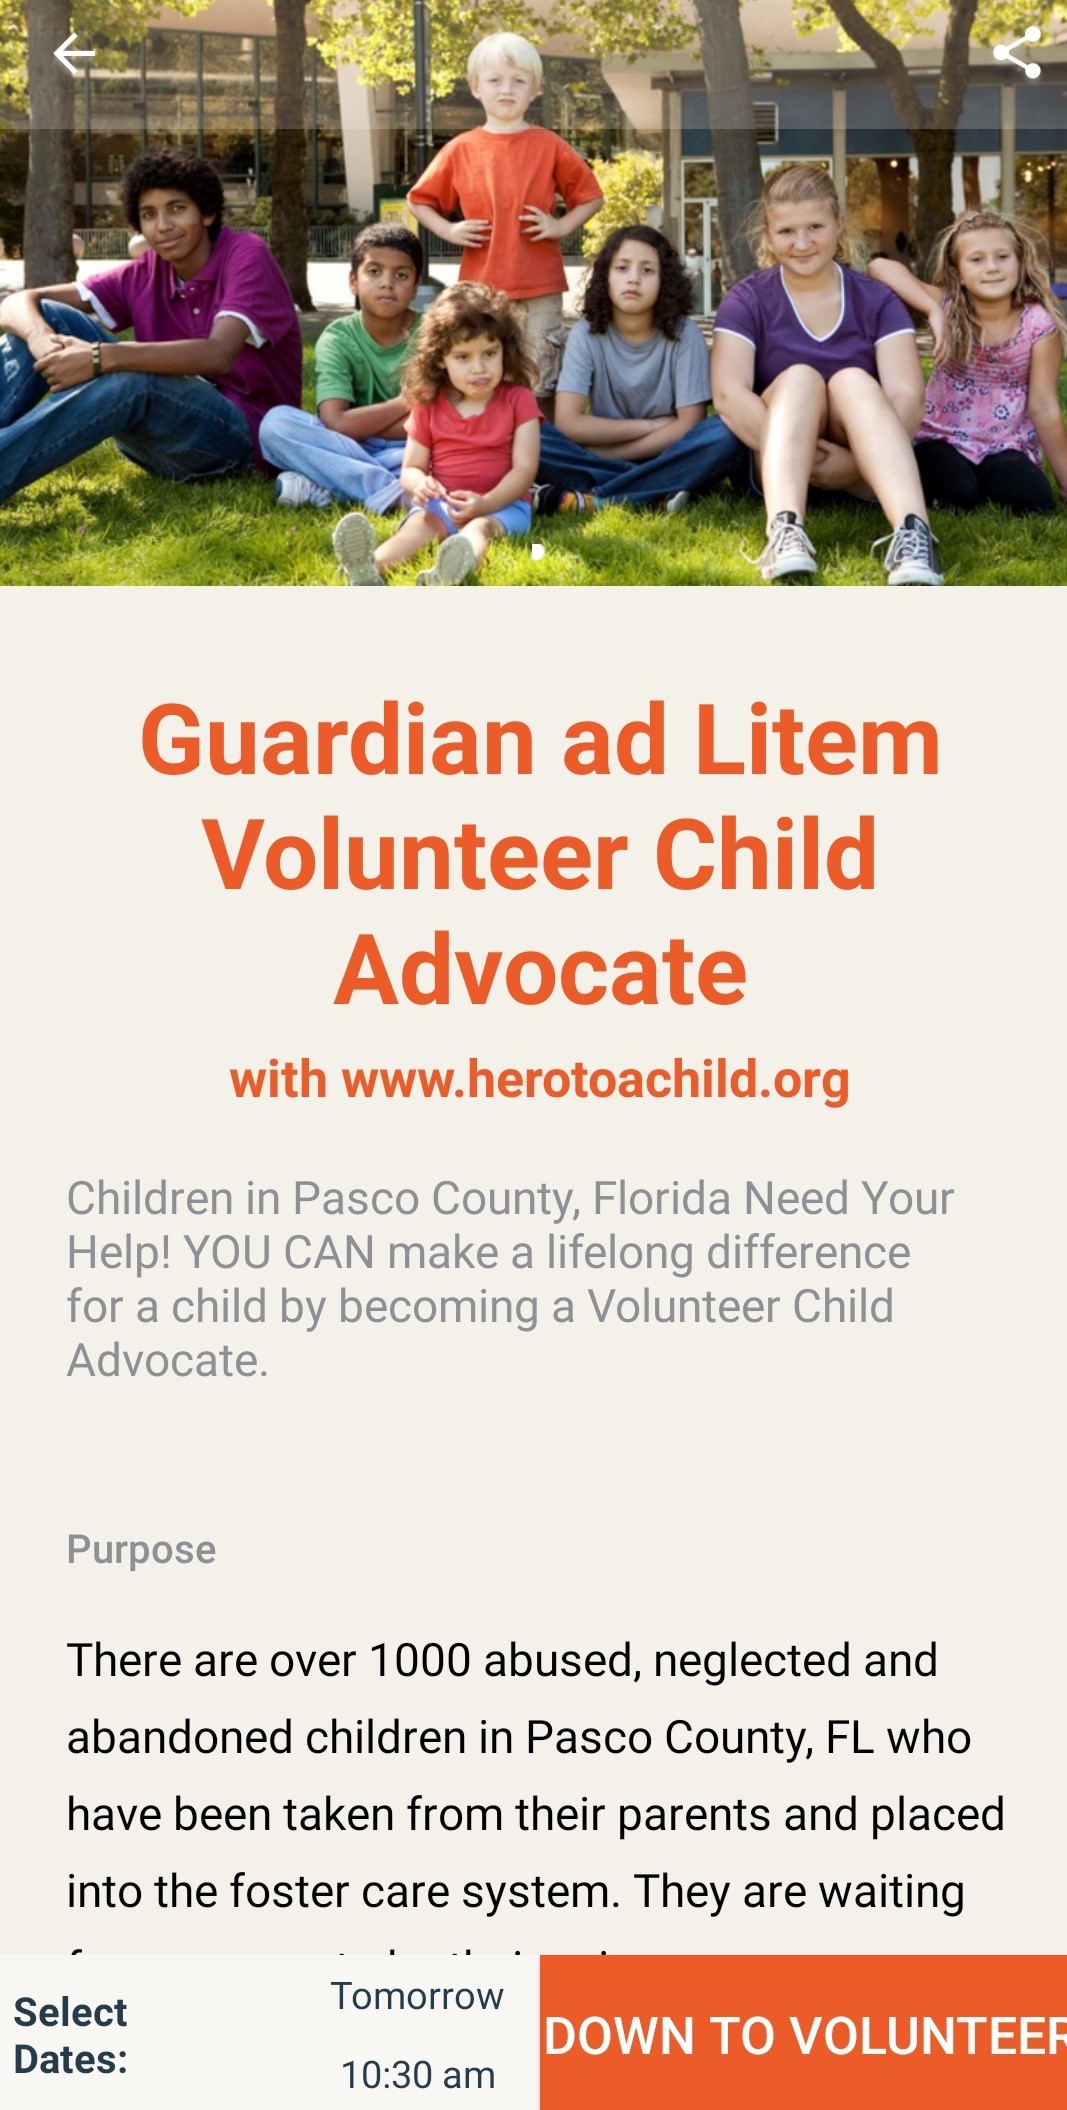 Guardian ad Litem
Volunteer Child
Advocate
with www.herotoachild.org
Children in Pasco County, Florida Need Your
Help! YOU CAN make a lifelong difference
for a child by becoming a Volunteer Child
Advocate.
Purpose
There are over 1000 abused, neglected and
abandoned children in Pasco County, FL who
have been taken from their parents and placed
into the foster care system. They are waiting
Select
Dates:
Tomorrow
10:30 am
DOWN TO VOLUNTEER